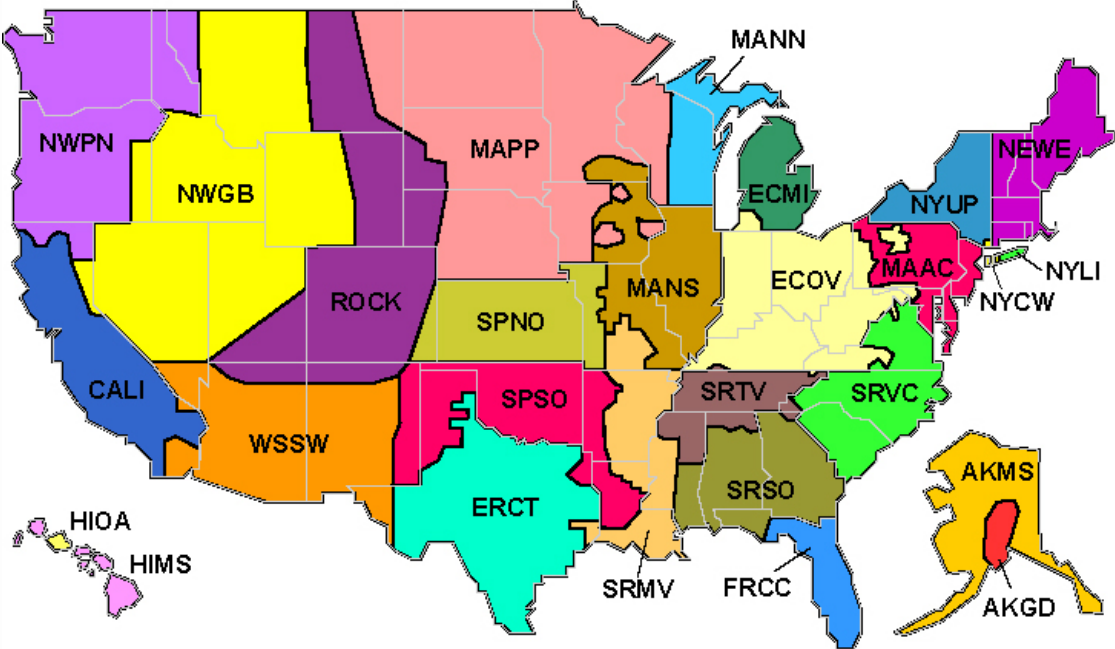 MANN
NWPN
MAPP
NEWE
NWGB
ECMI
NYUP
MAAC
NYLI
ROCK
MANS
ECOV
NYCW
SPNO
CALI
SPSO
SRTV
SRVC
WSSW
AKMS
SRSO
ERCT
HIOA
HIMS
SRMV
FRCC
AKGD